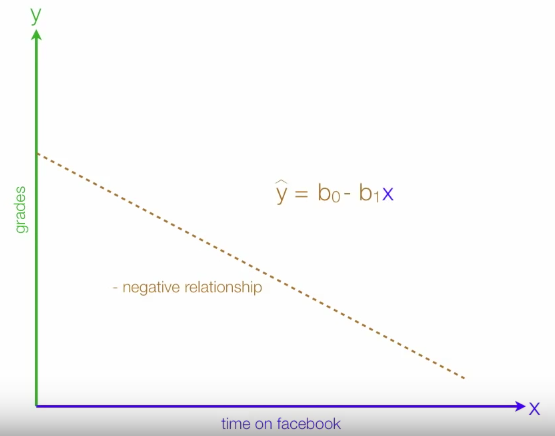 y
grades
ŷ = b₀ - b₁x
- negative relationship
x
time on facebook